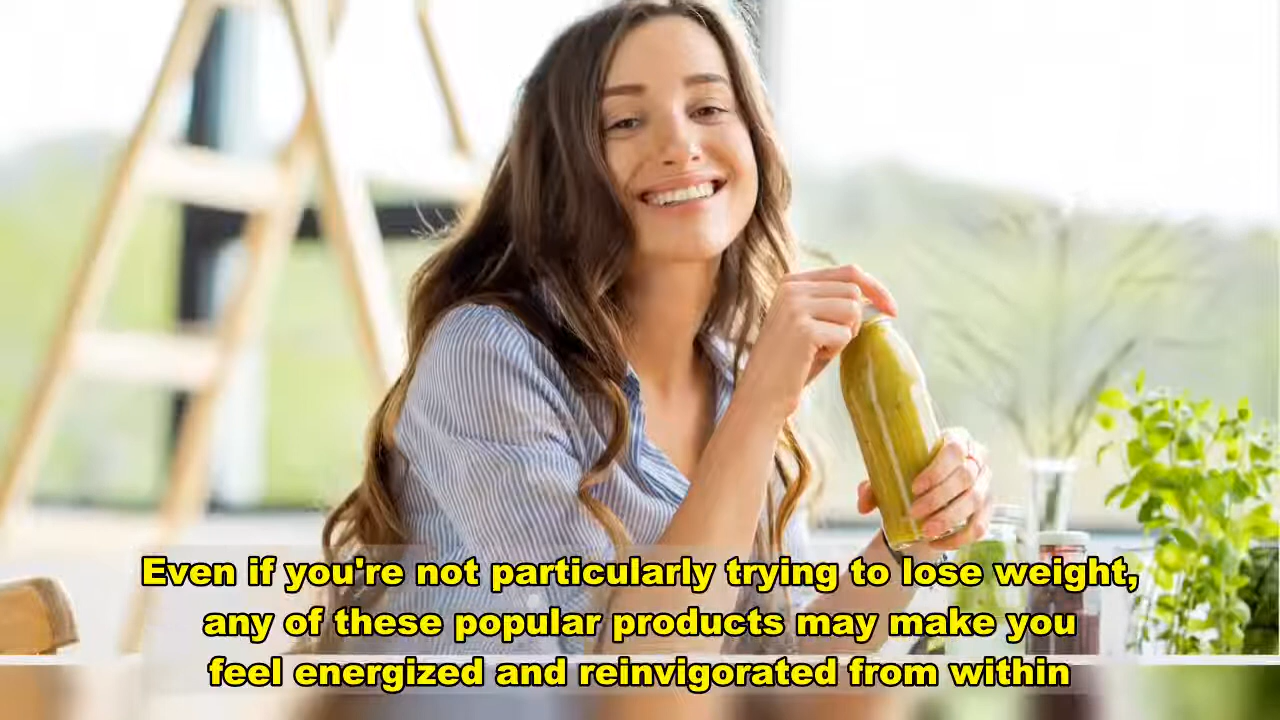 Even if you're not particularly trying to lose weight,
any of these popular products may make you
feel energized and reinvigorated from within